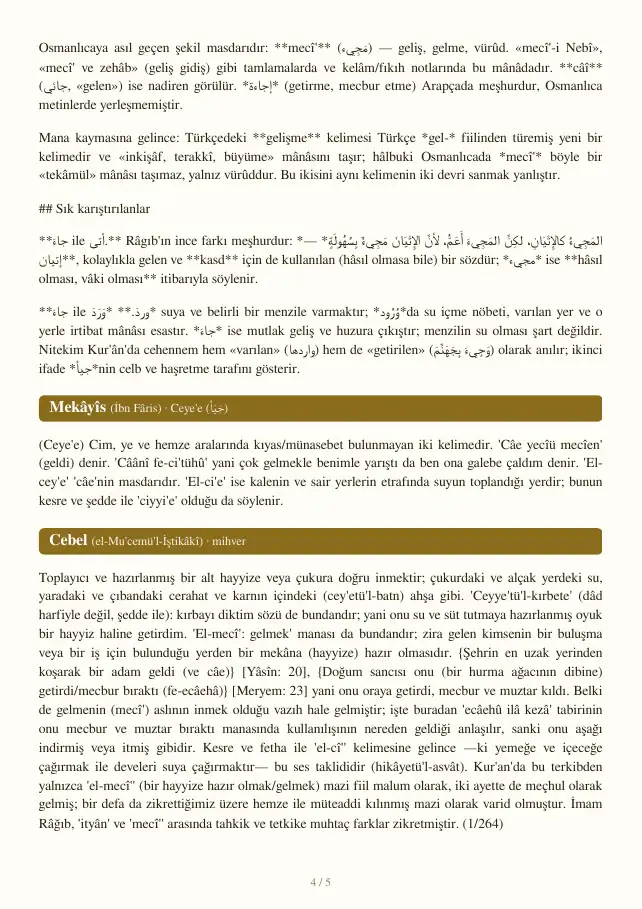 Osmanlıcaya asıl geçen şekil masdarıdır: **mecî'** (مَجِيء) — geliş, gelme, vürûd. «mecî'-i Nebî»,
«mecî' ve zehâb» (geliş gidiş) gibi tamlamalarda ve kelâm/fıkıh notlarında bu mânâdadır. **câî**
(جائي, «gelen») ise nadiren görülür. *إجاءة* (getirme, mecbur etme) Arapçada meşhurdur, Osmanlıca
metinlerde yerleşmemiştir.
Mana kaymasına gelince: Türkçedeki **gelişme** kelimesi Türkçe *gel-* fiilinden türemiş yeni bir
kelimedir ve «inkişâf, terakkî, büyüme» mânâsını taşır; hâlbuki Osmanlıcada *mecî'* böyle bir
«tekâmül» mânâsı taşımaz, yalnız vürûddur. Bu ikisini aynı kelimenin iki devri sanmak yanlıştır.
## Sık karıştırılanlar
**جاءَ ile أتى.** Râgıb'ın ince farkı meşhurdur: *المَجِيءُ كالإِتْيَانِ، لكِنَّ المَجِيءَ أَعَمُّ، لأنَّ الإِتْيَان مَجِيءٌ بِسُهُولَةٍ* —
*إتيان*, kolaylıkla gelen ve **kasd** için de kullanılan (hâsıl olmasa bile) bir sözdür; *مجيء* ise **hâsıl
olması, vâki olması** itibarıyla söylenir.
**جاءَ ile وَرَدَ.** *ورد* suya ve belirli bir menzile varmaktır; *وُرُود*da su içme nöbeti, varılan yer ve o
yerle irtibat mânâsı esastır. *جاءَ* ise mutlak geliş ve huzura çıkıştır; menzilin su olması şart değildir.
Nitekim Kur'ân'da cehennem hem «varılan» (واردها) hem de «getirilen» (وَجِيءَ بِجَهَنَّمَ) olarak anılır; ikinci
ifade *جيأ*nin celb ve haşretme tarafını gösterir.
Mekâyîs (İbn Fâris) · Ceye'e (جَيَأَ)
(Ceye'e) Cim, ye ve hemze aralarında kıyas/münasebet bulunmayan iki kelimedir. 'Câe yecîü mecîen'
(geldi) denir. 'Câânî fe-ci'tühû' yani çok gelmekle benimle yarıştı da ben ona galebe çaldım denir. 'El-
cey'e' 'câe'nin masdarıdır. 'El-ci'e' ise kalenin ve sair yerlerin etrafında suyun toplandığı yerdir; bunun
kesre ve şedde ile 'ciyyi'e' olduğu da söylenir.
Cebel (el-Mu'cemü'l-İştikâkî) · mihver
Toplayıcı ve hazırlanmış bir alt hayyize veya çukura doğru inmektir; çukurdaki ve alçak yerdeki su,
yaradaki ve çıbandaki cerahat ve karnın içindeki (cey'etü'l-batn) ahşa gibi. 'Ceyye'tü'l-kırbete' (dâd
harfiyle değil, şedde ile): kırbayı diktim sözü de bundandır; yani onu su ve süt tutmaya hazırlanmış oyuk
bir hayyiz haline getirdim. 'El-mecî': gelmek' manası da bundandır; zira gelen kimsenin bir buluşma
veya bir iş için bulunduğu yerden bir mekâna (hayyize) hazır olmasıdır. {Şehrin en uzak yerinden
koşarak bir adam geldi (ve câe)} [Yâsîn: 20], {Doğum sancısı onu (bir hurma ağacının dibine)
getirdi/mecbur bıraktı (fe-ecâehâ)} [Meryem: 23] yani onu oraya getirdi, mecbur ve muztar kıldı. Belki
de gelmenin (mecî') aslının inmek olduğu vazıh hale gelmiştir; işte buradan 'ecâehû ilâ kezâ' tabirinin
onu mecbur ve muztar bıraktı manasında kullanılışının nereden geldiği anlaşılır, sanki onu aşağı
indirmiş veya itmiş gibidir. Kesre ve fetha ile 'el-cî'' kelimesine gelince —ki yemeğe ve içeceğe
çağırmak ile develeri suya çağırmaktır— bu ses taklididir (hikâyetü'l-asvât). Kur'an'da bu terkibden
yalnızca 'el-mecî'' (bir hayyize hazır olmak/gelmek) mazi fiil malum olarak, iki ayette de meçhul olarak
gelmiş; bir defa da zikrettiğimiz üzere hemze ile müteaddi kılınmış mazi olarak varid olmuştur. İmam
Râğıb, 'ityân' ve 'mecî'' arasında tahkik ve tetkike muhtaç farklar zikretmiştir. (1/264)
4 / 5